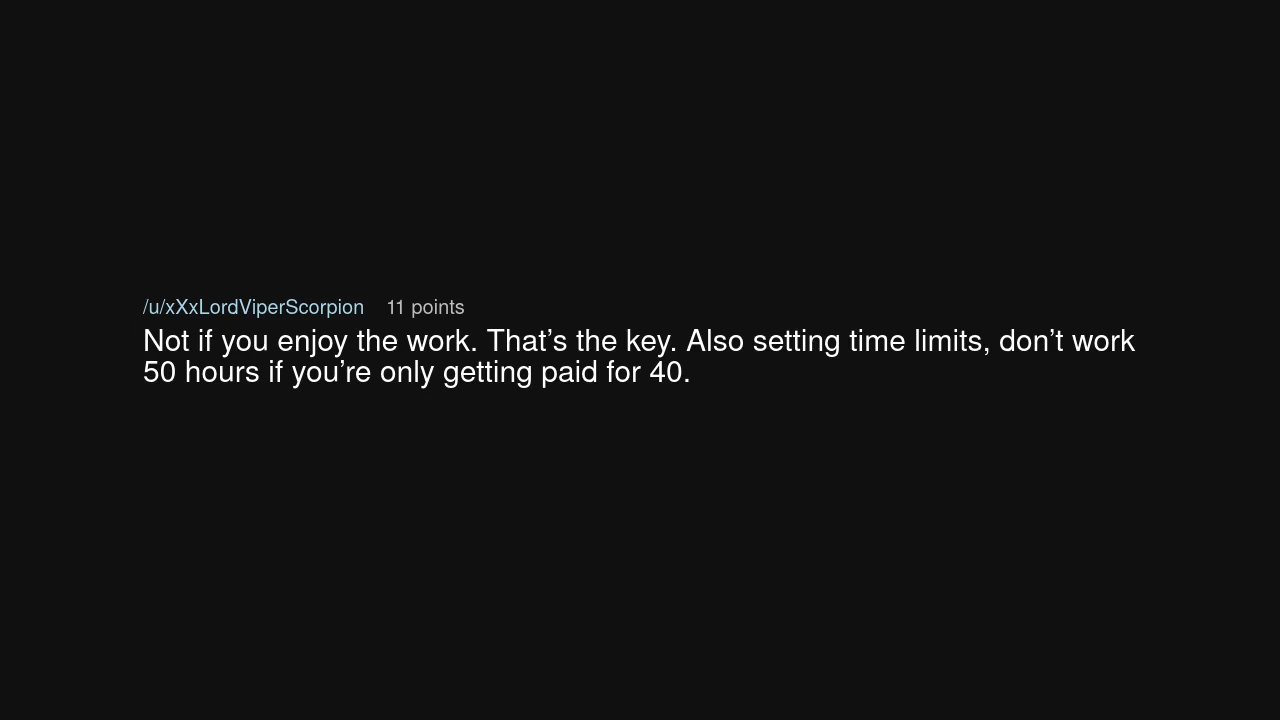 /u/xXxLordViperScorpion 11 points
Not if you enjoy the work. That’s the key. Also setting time limits, don’t work
50 hours if you’re only getting paid for 40.